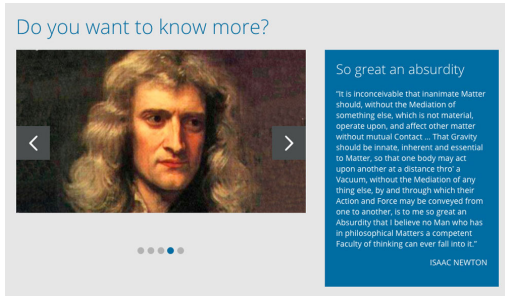 Do you want to know more?
So great an absurdity
"It is inconceivable that inanimate Matter
should, without the Mediation of
something else, which is not material,
operate upon, and affect other matter
without mutual Contact ... That Gravity
should be innate, inherent and essential
to Matter, so that one body may act
upon another at a distance thro' a
Vacuum, without the Mediation of any
thing else, by and through which their
Action and Force may be conveyed from
one to another, is to me so great an
Absurdity that I believe no Man who has
in philosophical Matters a competent
Faculty of thinking can ever fall into it."
ISAAC NEWTON